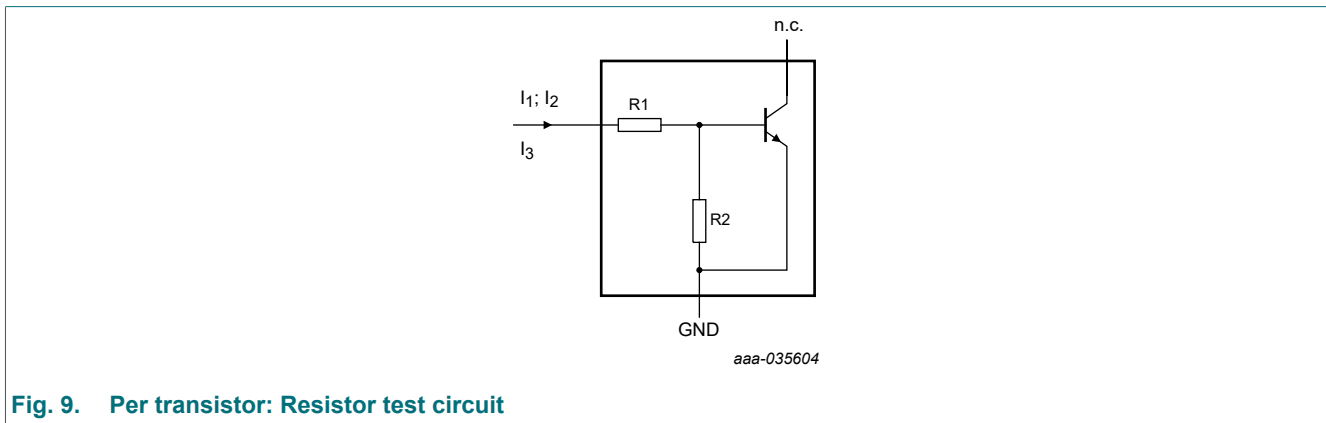 n.c.
I1; I2
R1
I3
R2
GND
aaa-035604
Fig. 9. Per transistor: Resistor test circuit